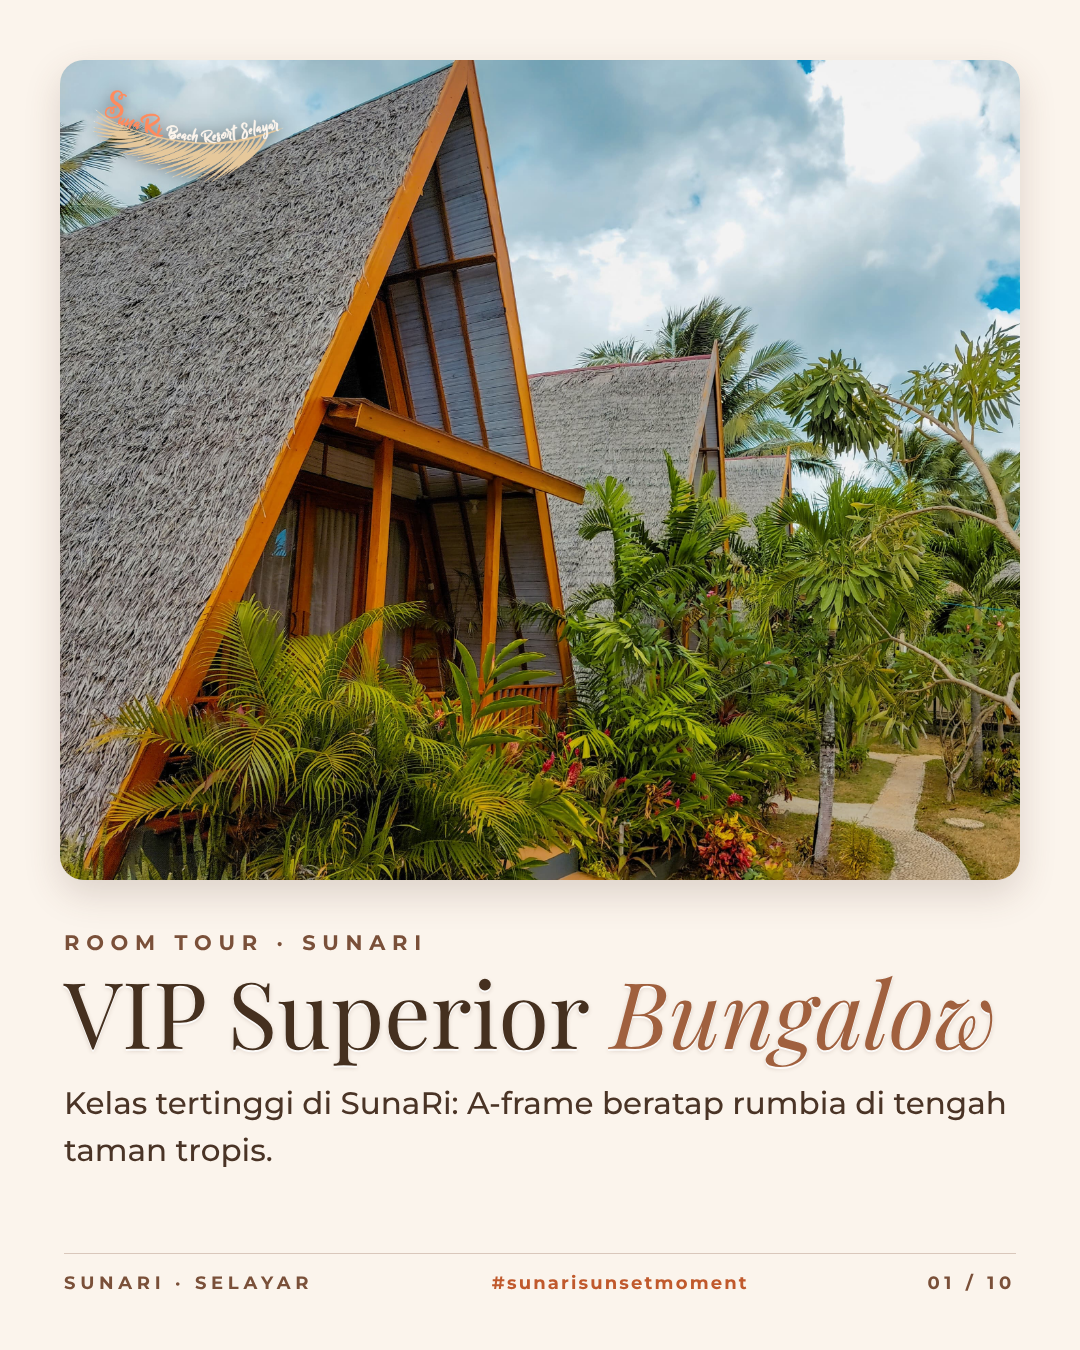 SunaRi Beach Resort Selayar
ROOM TOUR · SUNARI
VIP Superior Bungalow
Kelas tertinggi di SunaRi: A-frame beratap rumbia di tengah
taman tropis.
SUNARI · SELAYAR #sunarisunsetmoment 01 / 10